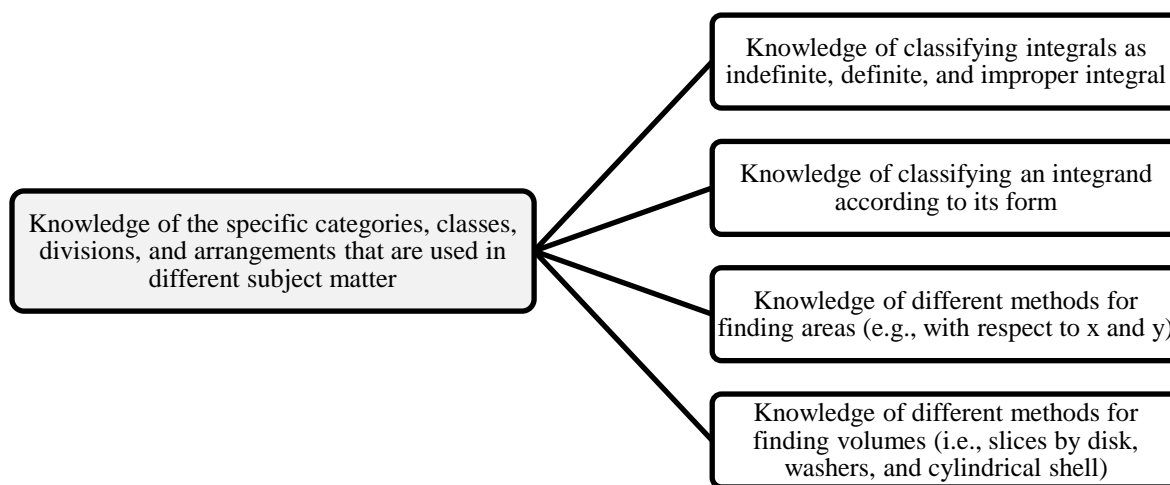 Knowledge of classifying integrals as
indefinite, definite, and improper integral
Knowledge of classifying an integrand
according to its form
Knowledge of the specific categories, classes,
divisions, and arrangements that are used in
different subject matter
Knowledge of different methods for
finding areas (e.g., with respect to x and y)
Knowledge of different methods for
finding volumes (i.e., slices by disk,
washers, and cylindrical shell)